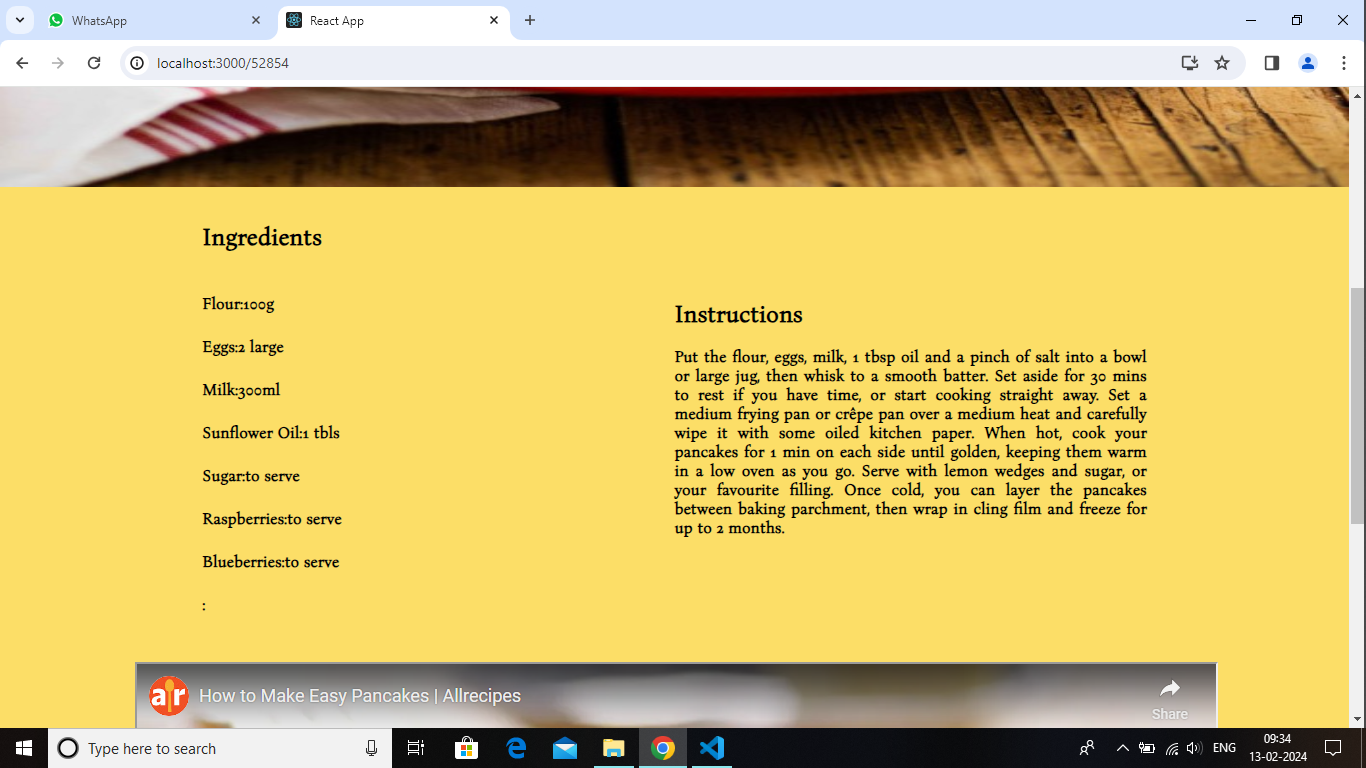 WhatsApp
React App
localhost:3000/52854
Ingredients
Flour:100g
Eggs:2 large
Milk:300ml
Sunflower Oil:1 tbls
Sugar:to serve
Raspberries:to serve
Blueberries:to serve
:
Instructions
Put the flour, eggs, milk, 1 tbsp oil and a pinch of salt into a bowl
or large jug, then whisk to a smooth batter. Set aside for 30 mins
to rest if you have time, or start cooking straight away. Set a
medium frying pan or crêpe pan over a medium heat and carefully
wipe it with some oiled kitchen paper. When hot, cook your
pancakes for 1 min on each side until golden, keeping them warm
in a low oven as you go. Serve with lemon wedges and sugar, or
your favourite filling. Once cold, you can layer the pancakes
between baking parchment, then wrap in cling film and freeze for
up to 2 months.
ar
How to Make Easy Pancakes | Allrecipes
Share
Type here to search
ENG
09:34
13-02-2024